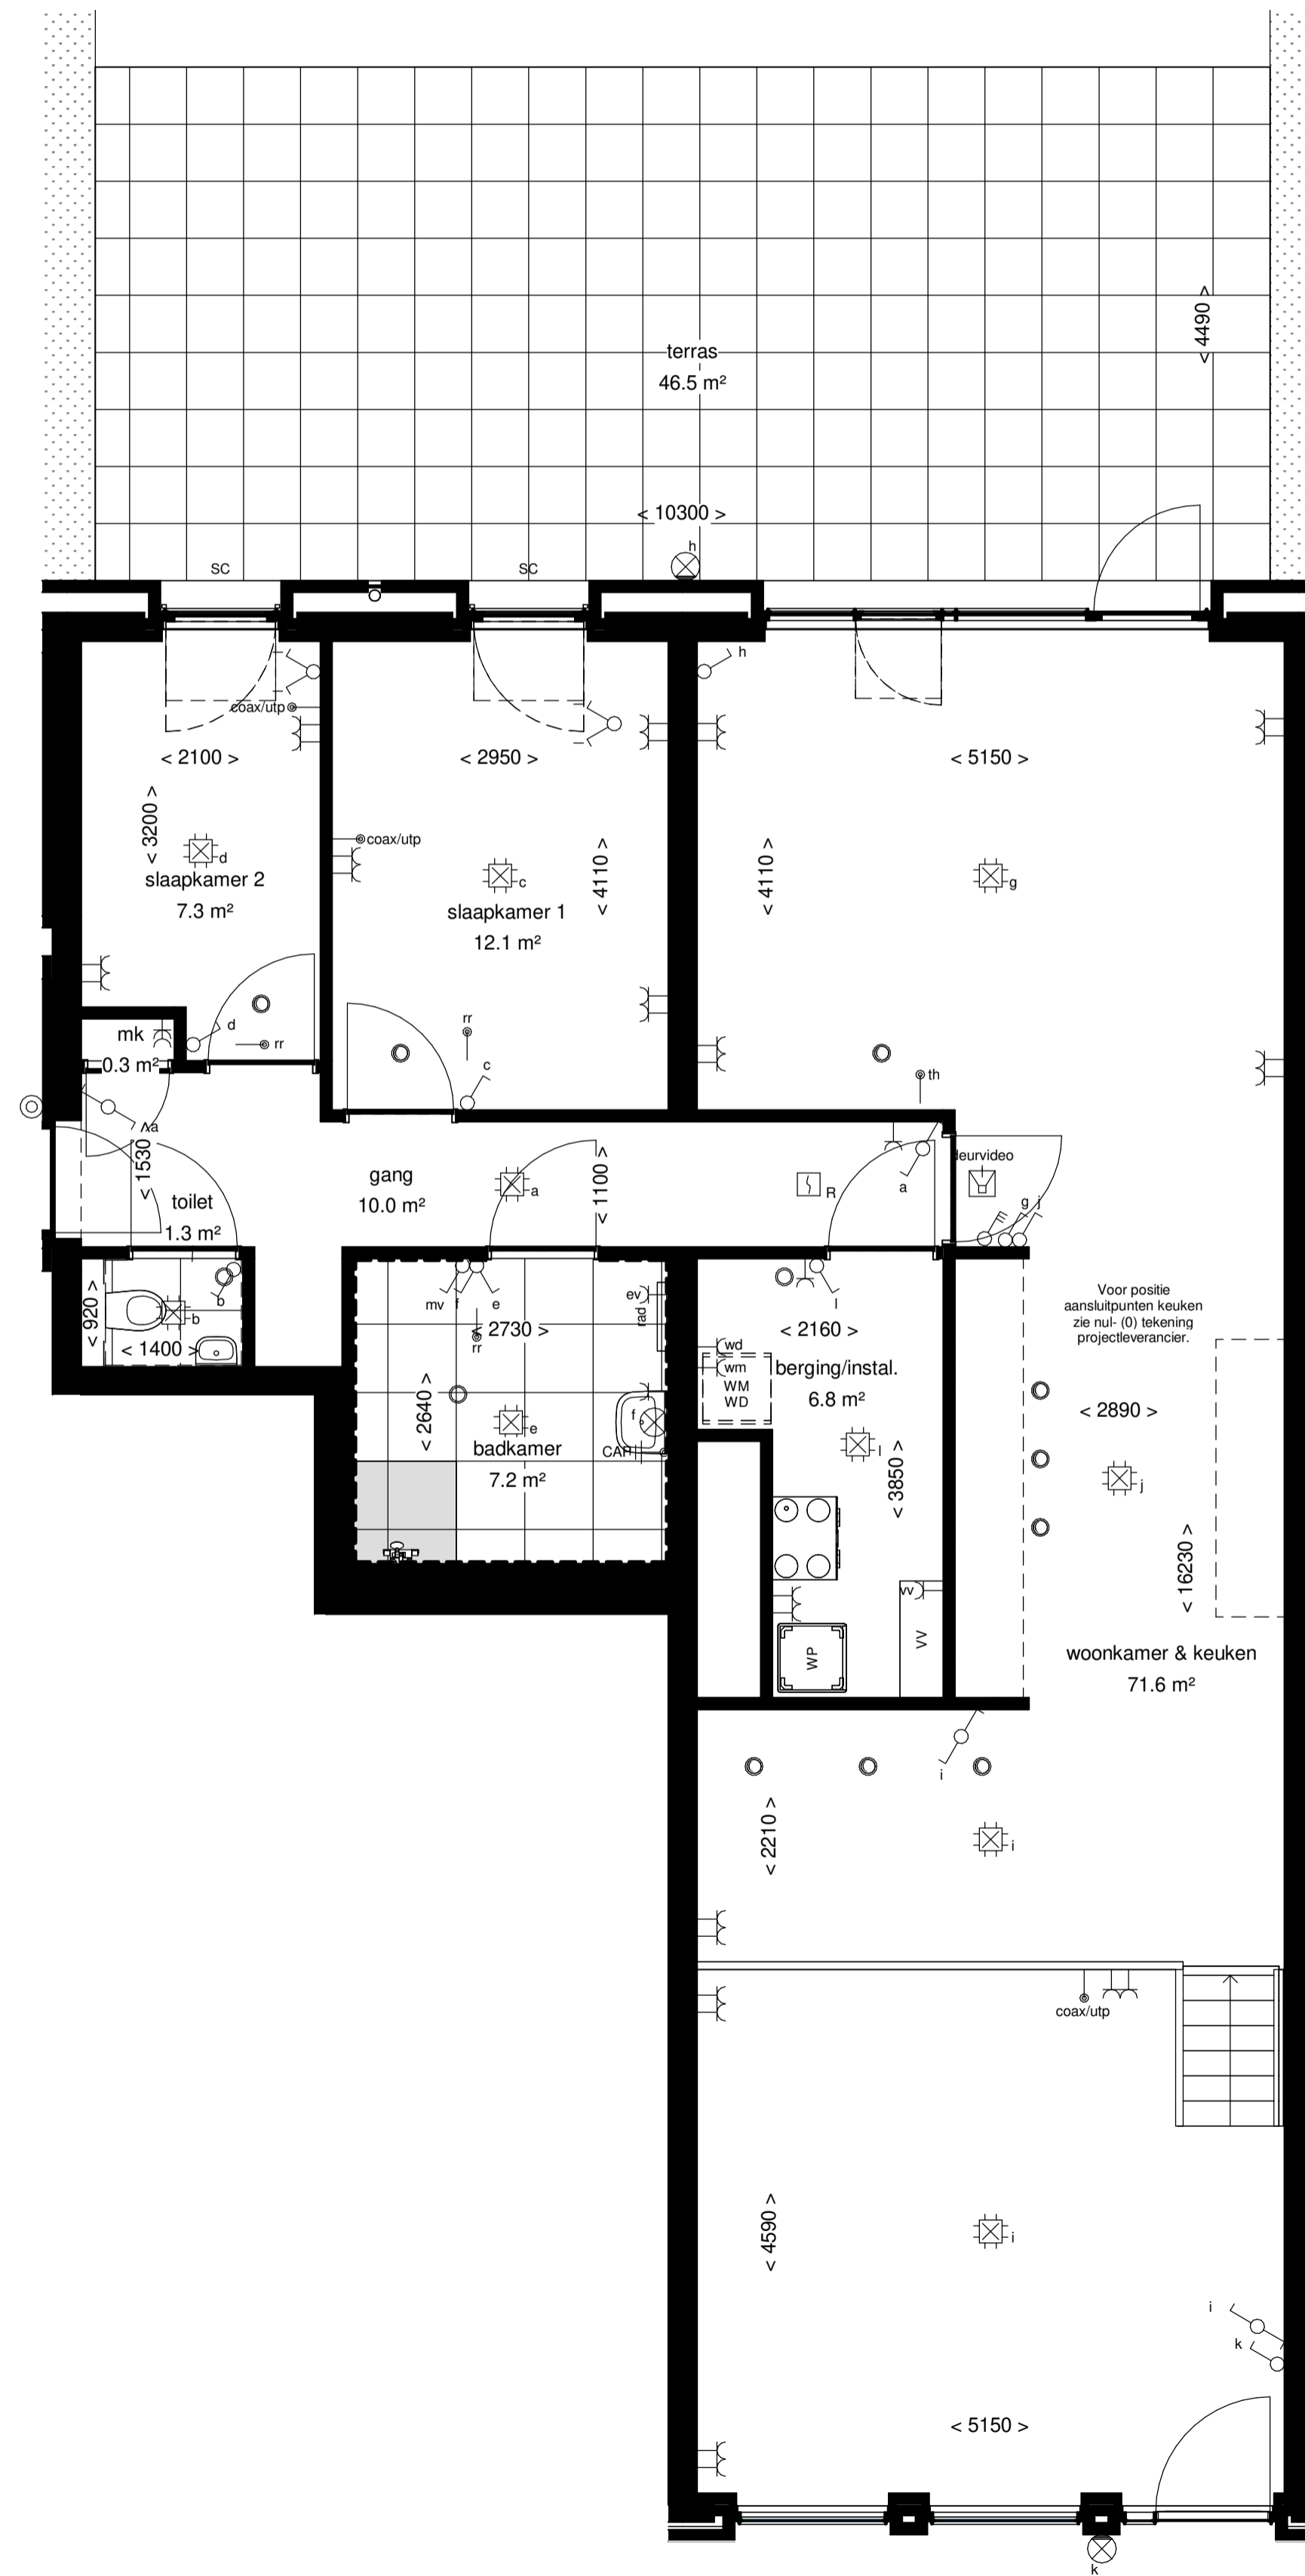 < 4490 >
terras
46.5 m²
< 10300 >
h
SC
SC
h
coax/utp
< 2100 >
< 2950 >
< 5150 >
< 3200 >
coax/utp
< 4110 >
< 4110 >
d
c
g
slaapkamer 2
7.3 m²
slaapkamer 1
12.1 m²
mk
0.3 m²
d
rr
rr
c
th
a
< 1530 >
gang
10.0 m²
a
< 1100 >
R
a
deurvideo
g j
toilet
1.3 m²
< 920 >
b
b
< 1400 >
mv f e
ev
rad
< 2730 >
rr
l
< 2160 >
wd
wm
WM
WD
berging/instal.
6.8 m²
Voor positie
aansluitpunten keuken
zie nul- (0) tekening
projectleverancier.
< 2640 >
e
f
CAP
badkamer
7.2 m²
l
< 3850 >
< 2890 >
j
< 16230 >
vv
VV
WP
woonkamer & keuken
71.6 m²
i
< 2210 >
i
coax/utp
< 4590 >
i
i
k
< 5150 >
k